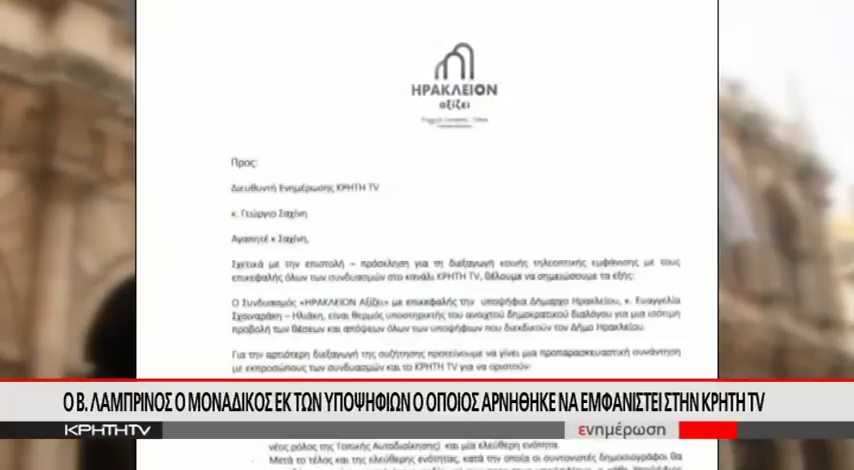 ΗΡΑΚΛΕΙΟΝ
αξίζει
Προς:
Διευθυντή Ενημέρωσης ΚΡΗΤΗ TV
κ. Γεώργιο Σαχίνη
Αγαπητέ κ Σαχίνη,
Σχετικά με την επιστολή – πρόσκληση για τη διεξαγωγή κοινής τηλεοπτικής εμφάνισης με τους
επικεφαλής όλων των συνδυασμών στο κανάλι ΚΡΗΤΗ TV, θέλουμε να σημειώσουμε τα εξής:
Ο Συνδυασμός «ΗΡΑΚΛΕΙΟΝ Αξίζει» με επικεφαλής την υποψήφια Δήμαρχο Ηρακλείου, κ. Ευαγγελία
Σχοιναράκη – Ηλιάκη, είναι θερμός υποστηρικτής του ανοιχτού δημοκρατικού διαλόγου για μια ισότιμη
προβολή των θέσεων και απόψεων όλων των υποψηφίων που διεκδικούν τον Δήμο Ηρακλείου.
Για την αρτιότερη διεξαγωγή της συζήτησης προτείνουμε να γίνει μια προπαρασκευαστική συνάντηση
με εκπροσώπους των συνδυασμών και το ΚΡΗΤΗ TV για να οριστούν:
Ο Β. ΛΑΜΠΡΙΝΟΣ Ο ΜΟΝΑΔΙΚΟΣ ΕΚ ΤΩΝ ΥΠΟΨΗΦΙΩΝ Ο ΟΠΟΙΟΣ ΑΡΝΗΘΗΚΕ ΝΑ ΕΜΦΑΝΙΣΤΕΙ ΣΤΗΝ ΚΡΗΤΗ TV
ΚΡΗΤΗTV
ενημέρωση
νέος ρόλος της Τοπικής Αυτοδιοίκησης) και μία ελεύθερη ενότητα.
- Μετά το τέλος και της ελεύθερης ενότητας, κατά την οποία οι συντονιστές δημοσιογράφοι θα